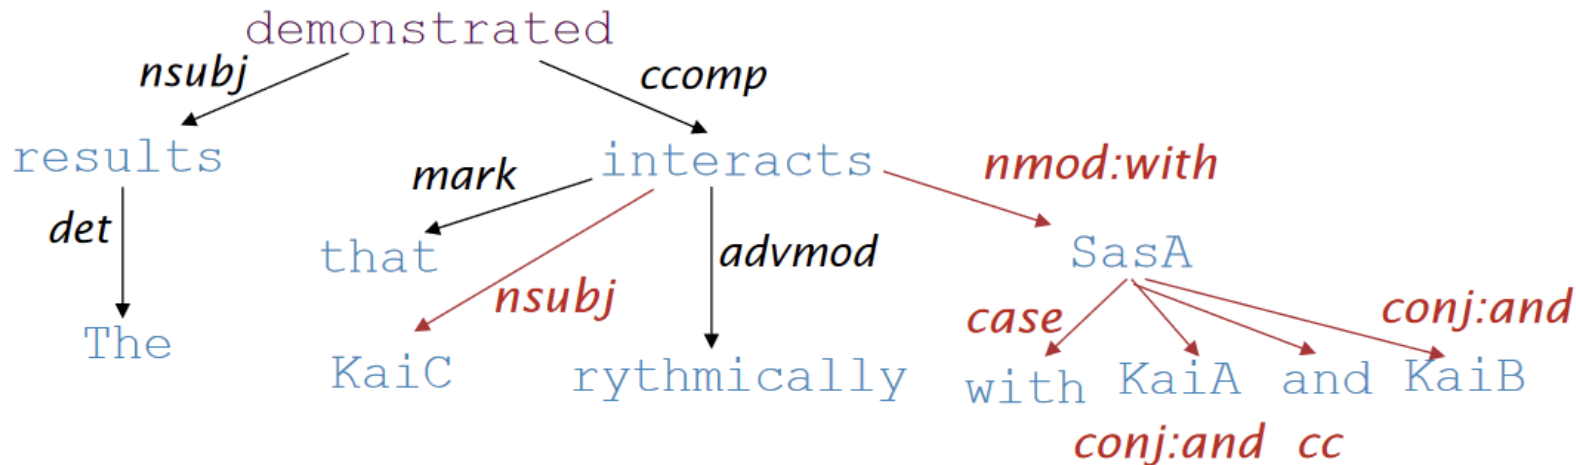 demonstrated
nsubj ccomp
results interacts
mark nmod:with
det that advmod SasA
nsubj case conj:and
The KaiC rythmically with KaiA and KaiB
conj:and cc